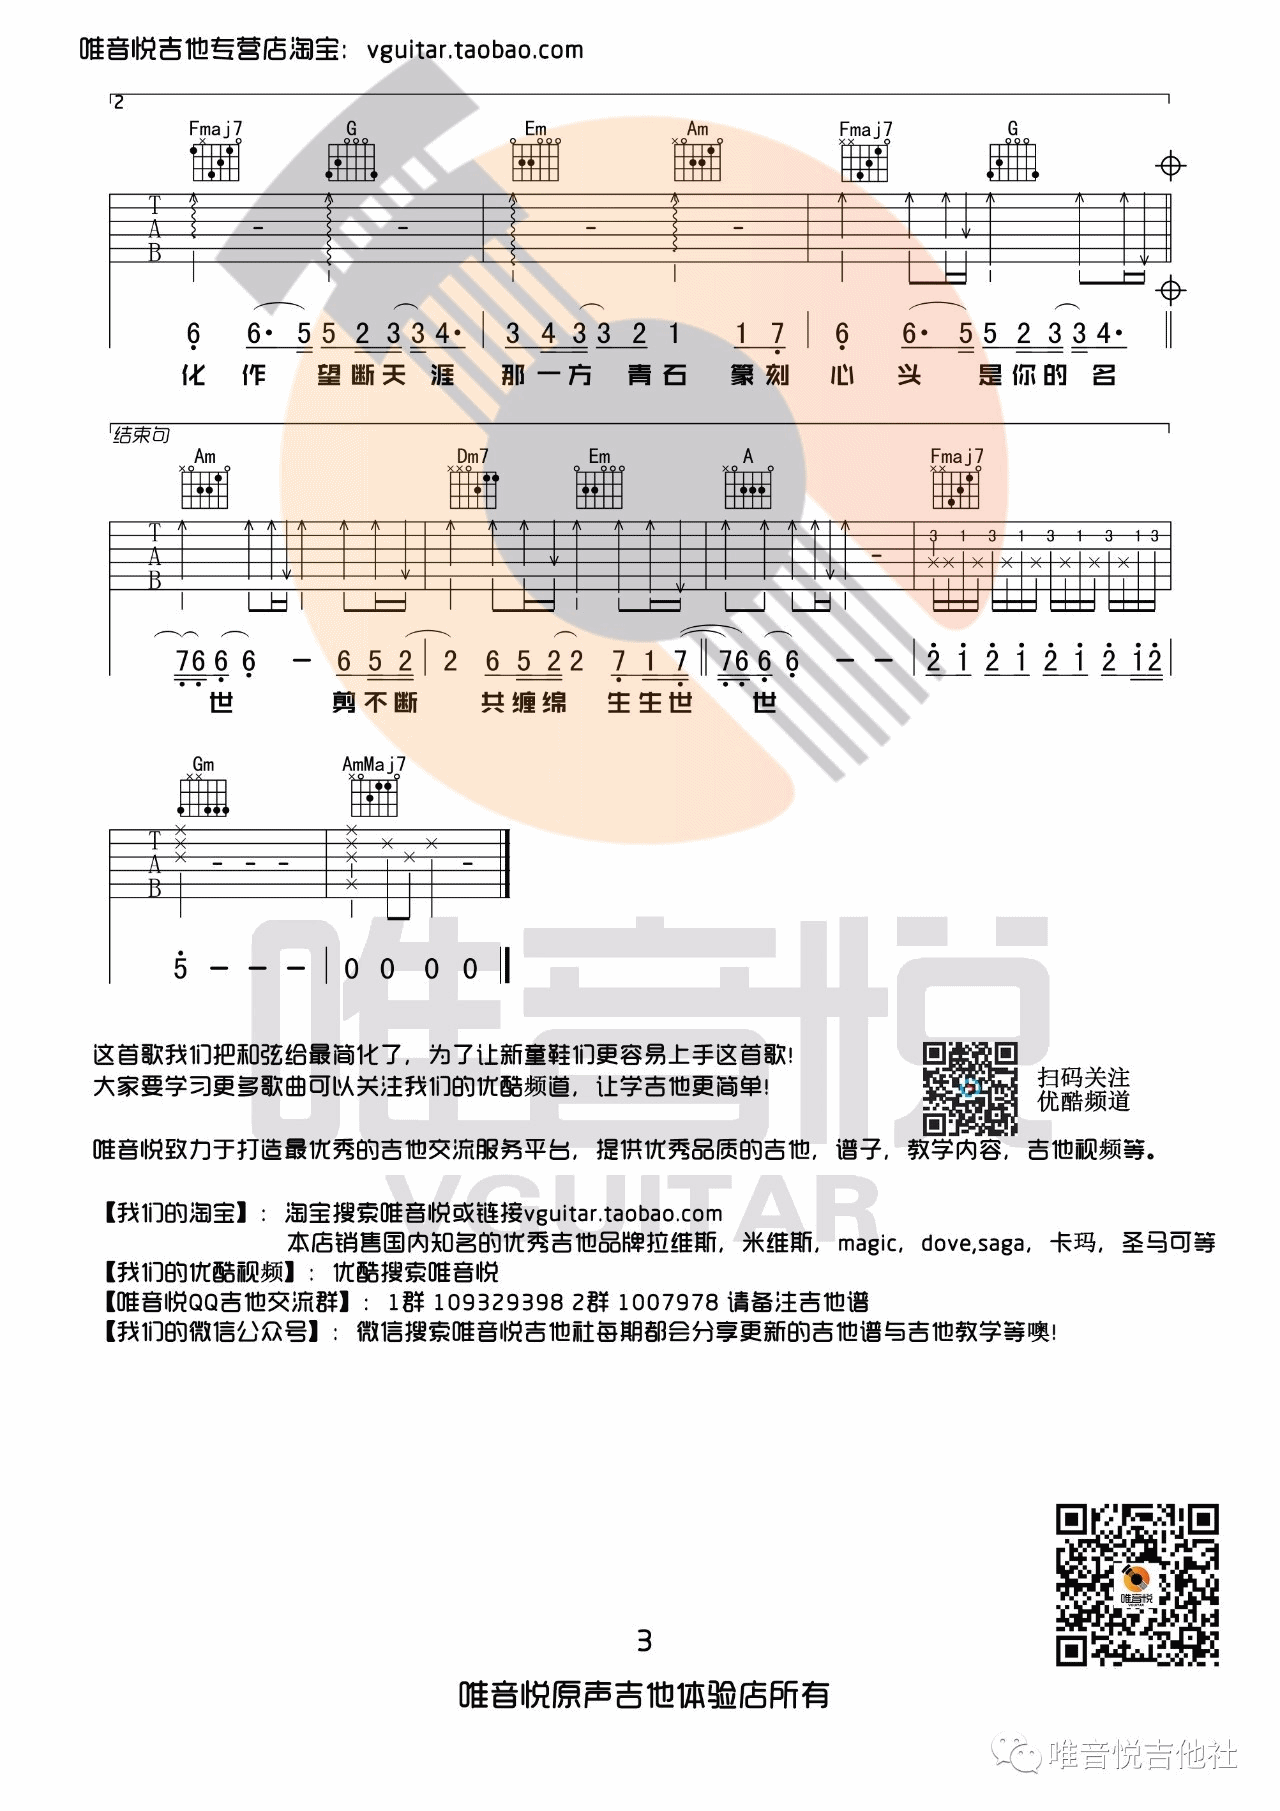 唯音悦吉他专营店淘宝：vguitar.taobao.com
2
Fmaj7 G Em Am Fmaj7 G
T
A
B
6 6· 5 5 2 3 3 4· 3 4 3 3 2 1 1 7 6 6· 5 5 2 3 3 4·
化 作 望 断 天 涯 那 一 方 青 石 篆 刻 心 头 是 你 的 名
结束句
Am Dm7 Em A Fmaj7
T
A
B
3 1 3 1 3 1 3 1 3
7 6 6 6 － 6 5 2 2 6 5 2 2 7 1 7 7 6 6 6 － － 2 1 2 1 2 1 2 1 2
世 剪 不 断 共 缠 绵 生 生 世 世
Gm AmMaj7
T
A
B
5 － － － 0 0 0 0
唯音悦
VGUITAR
这首歌我们把和弦给最简化了，为了让新童鞋们更容易上手这首歌！
大家要学习更多歌曲可以关注我们的优酷频道，让学吉他更简单！
扫码关注
优酷频道
唯音悦致力于打造最优秀的吉他交流服务平台，提供优秀品质的吉他，谱子，教学内容，吉他视频等。
【我们的淘宝】：淘宝搜索唯音悦或链接vguitar.taobao.com
本店销售国内知名的优秀吉他品牌拉维斯，米维斯，magic，dove,saga，卡玛，圣马可等
【我们的优酷视频】：优酷搜索唯音悦
【唯音悦QQ吉他交流群】：1群 109329398 2群 1007978 请备注吉他谱
【我们的微信公众号】：微信搜索唯音悦吉他社每期都会分享更新的吉他谱与吉他教学等噢！
唯音悦
VGUITAR
3
唯音悦原声吉他体验店所有
唯音悦吉他社